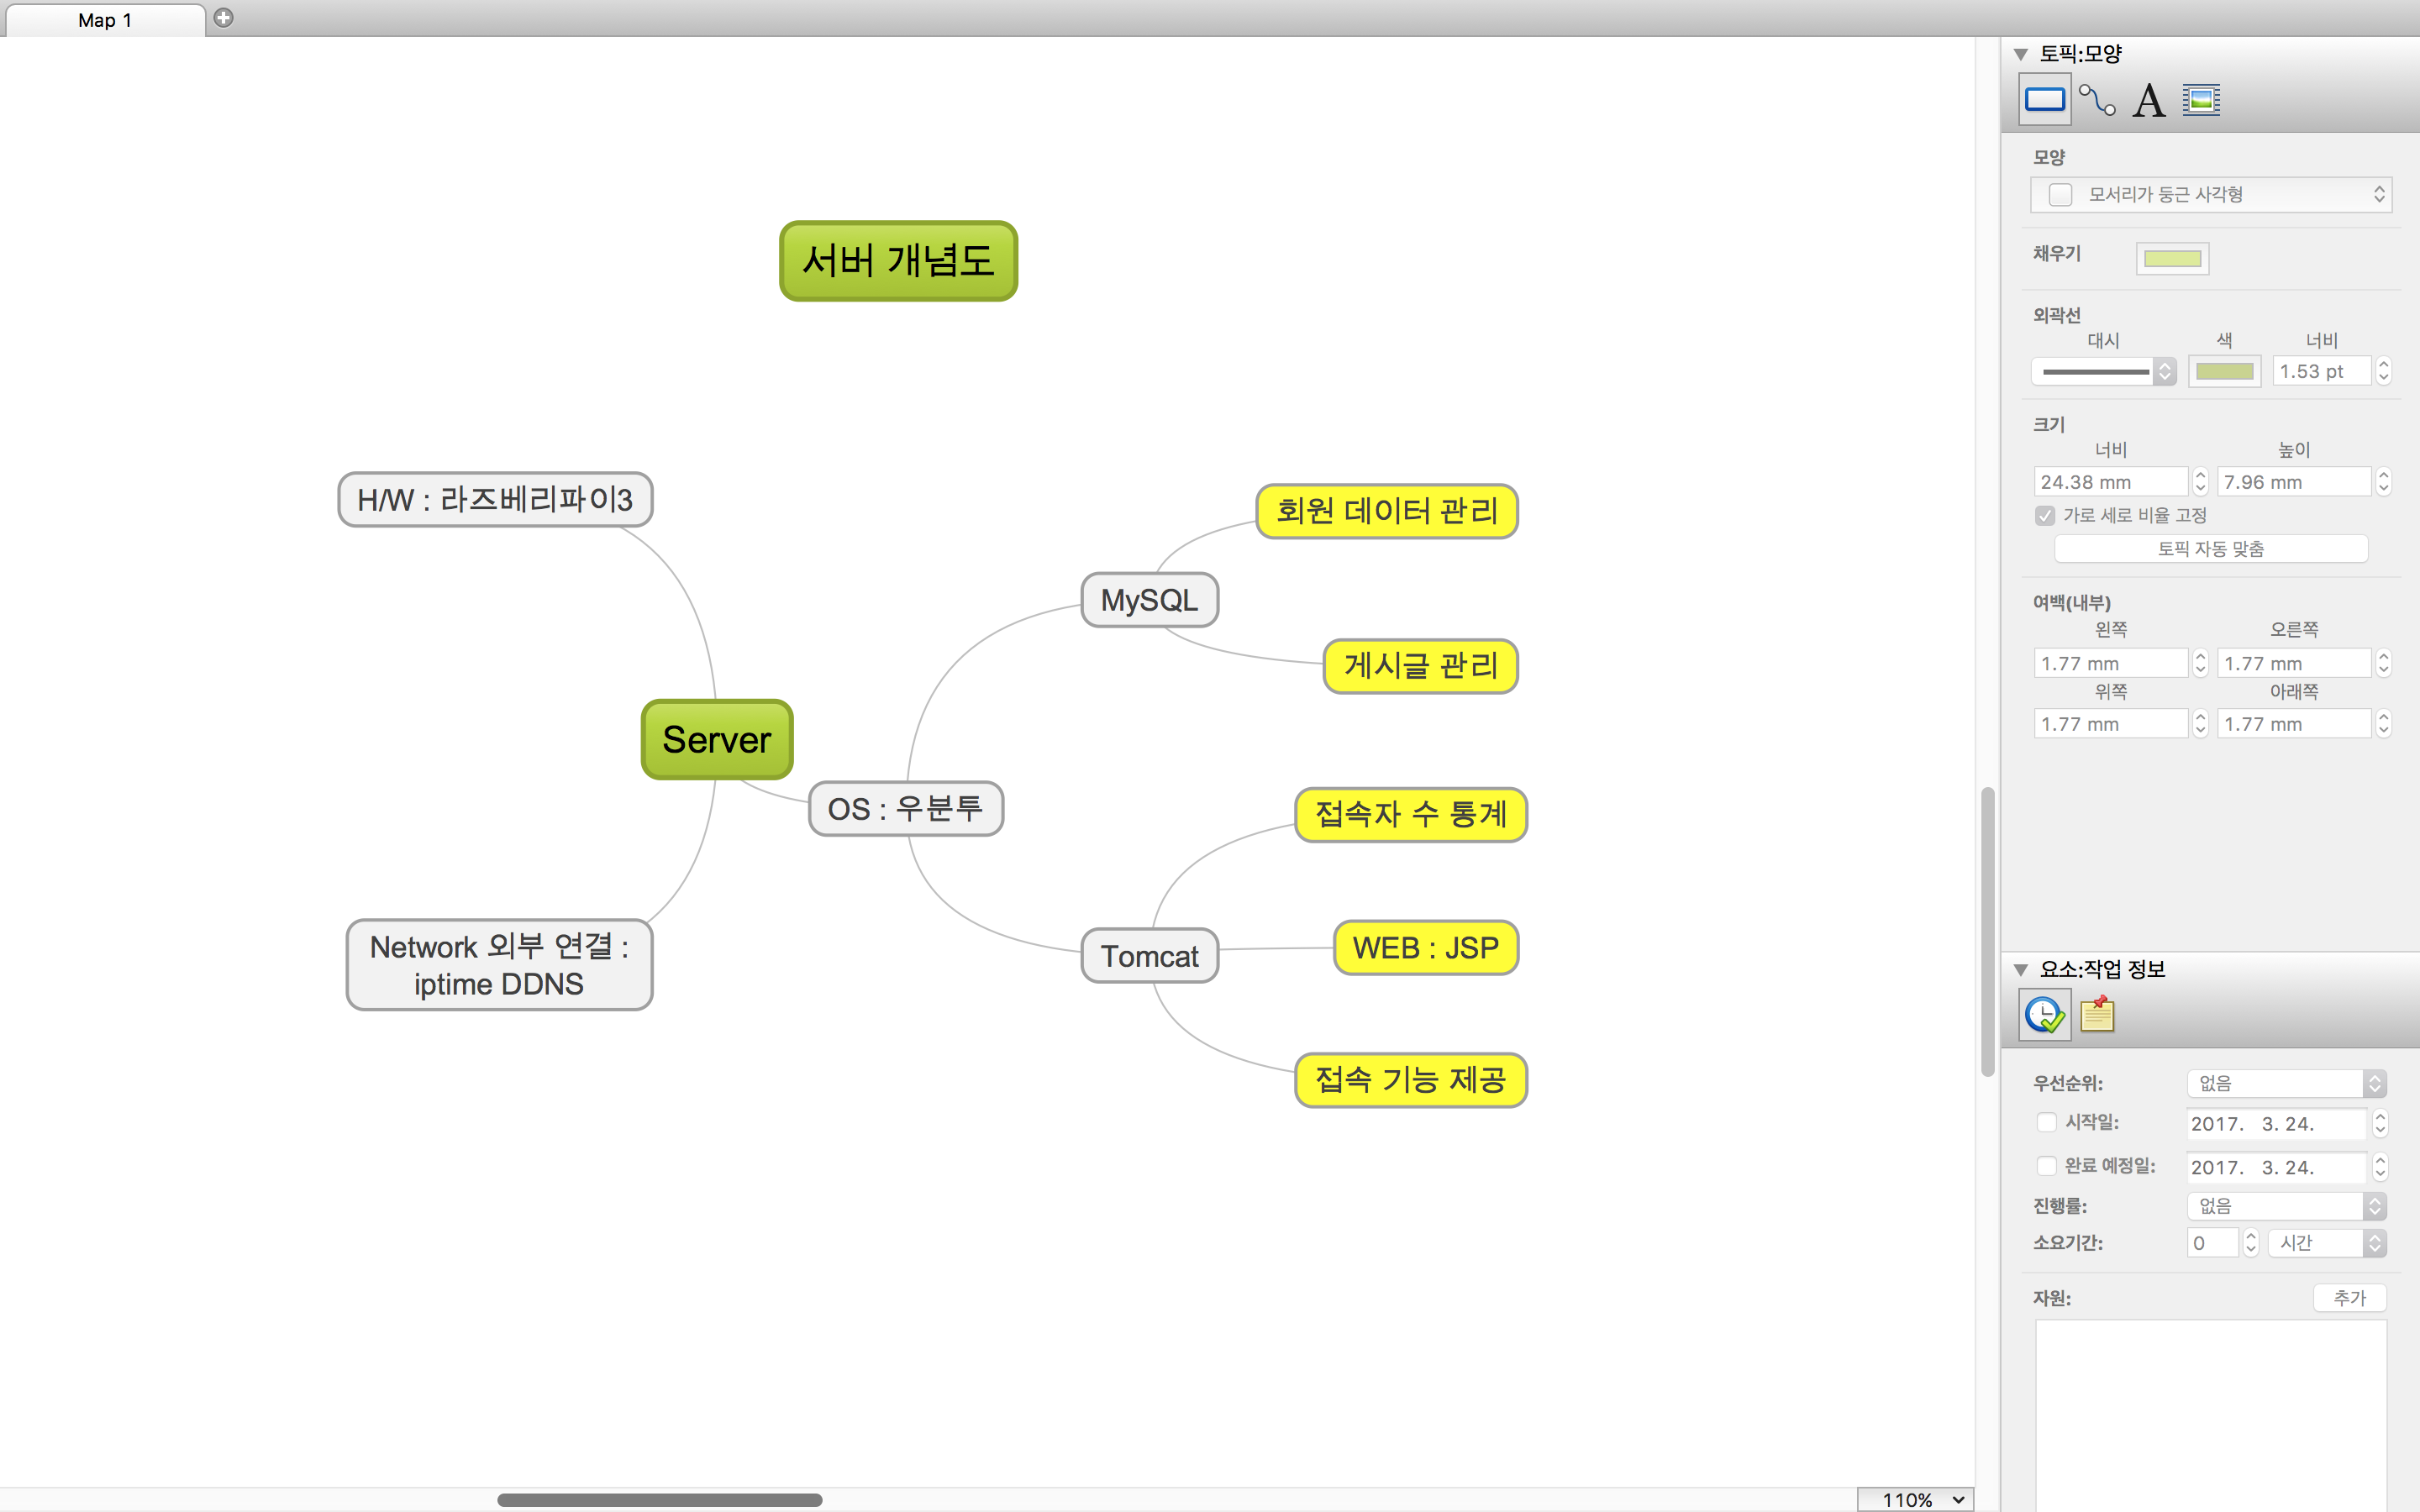 Map 1
서버 개념도
H/W : 라즈베리파이3
회원 데이터 관리
MySQL
게시글 관리
Server
OS : 우분투
접속자 수 통계
Network 외부 연결 :
iptime DDNS
Tomcat
WEB : JSP
접속 기능 제공
110%
토픽:모양
A
모양
모서리가 둥근 사각형
채우기
외곽선
대시 색 너비
1.53 pt
크기
너비 높이
24.38 mm 7.96 mm
가로 세로 비율 고정
토픽 자동 맞춤
여백(내부)
왼쪽 오른쪽
1.77 mm 1.77 mm
위쪽 아래쪽
1.77 mm 1.77 mm
요소:작업 정보
우선순위: 없음
시작일: 2017. 3. 24.
완료 예정일: 2017. 3. 24.
진행률: 없음
소요기간: 0 시간
자원: 추가